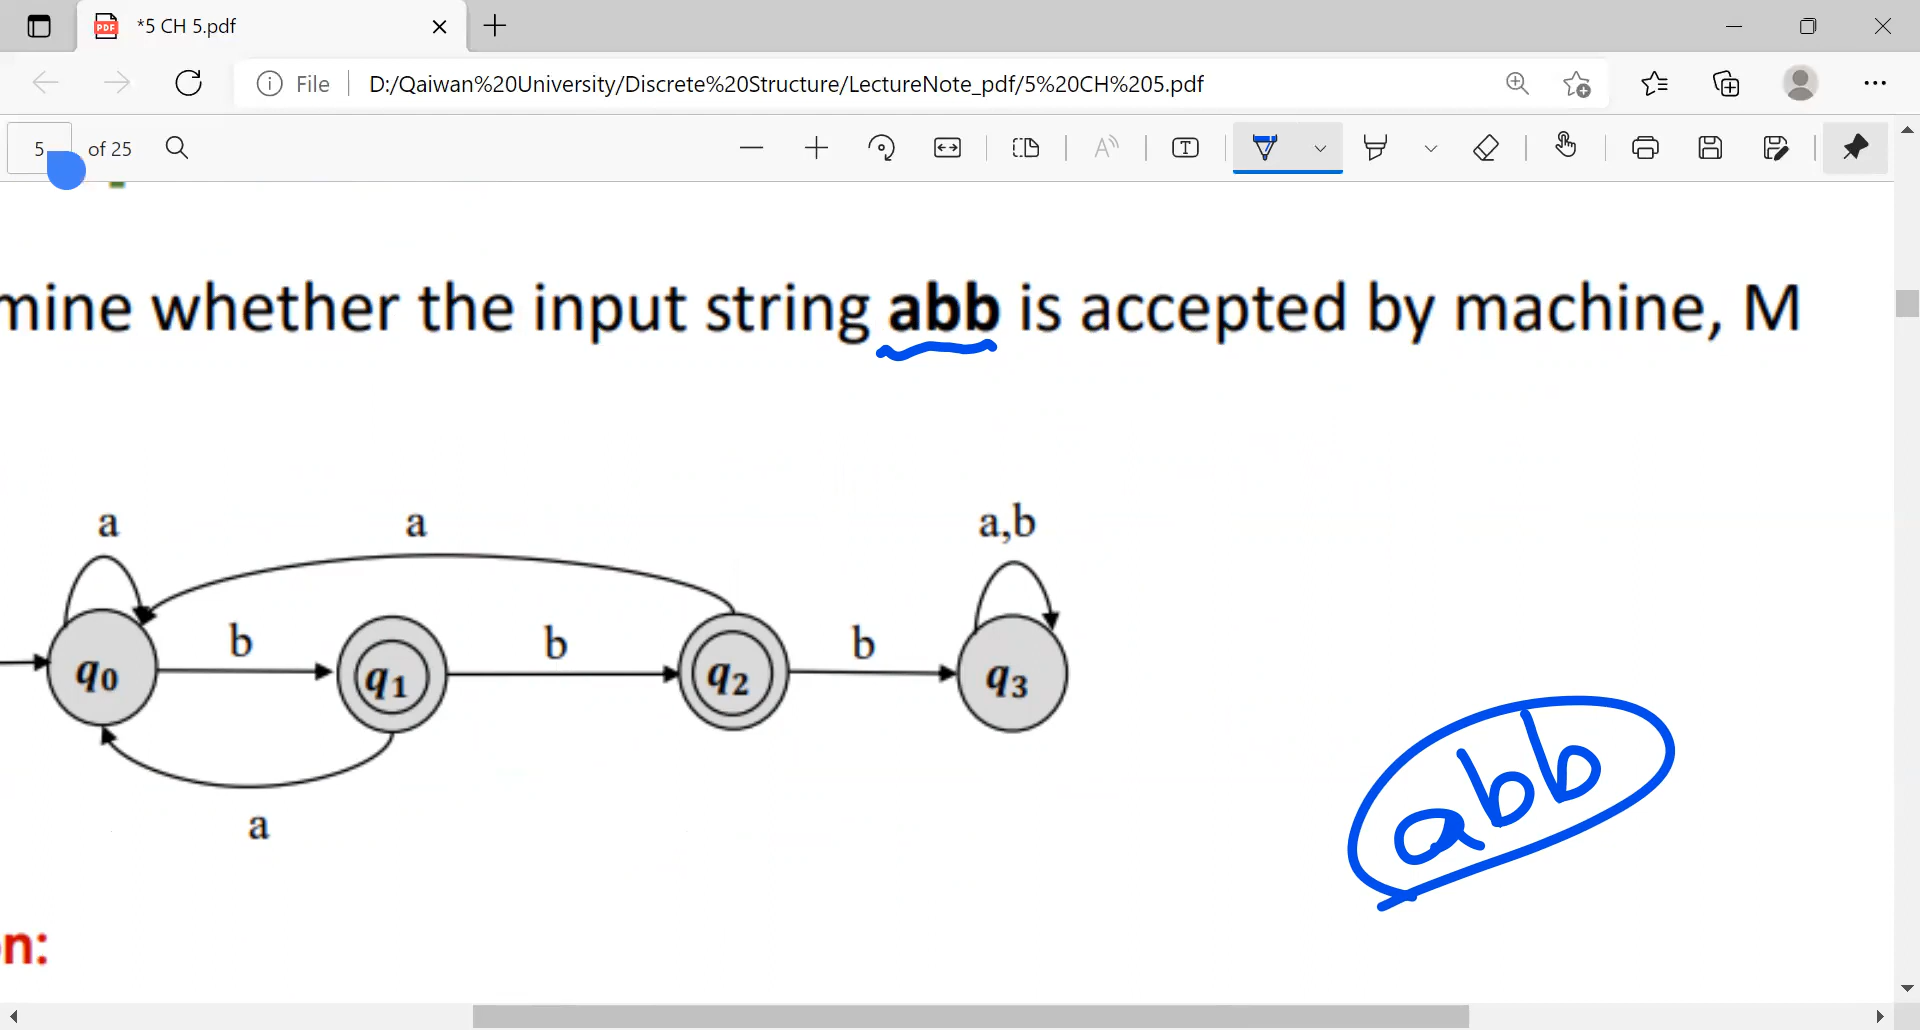 *5 CH 5.pdf
File D:/Qaiwan%20University/Discrete%20Structure/LectureNote_pdf/5%20CH%205.pdf
5 of 25
mine whether the input string abb is accepted by machine, M
a a a,b
b b b
q0 q1 q2 q3
abb
a
on: